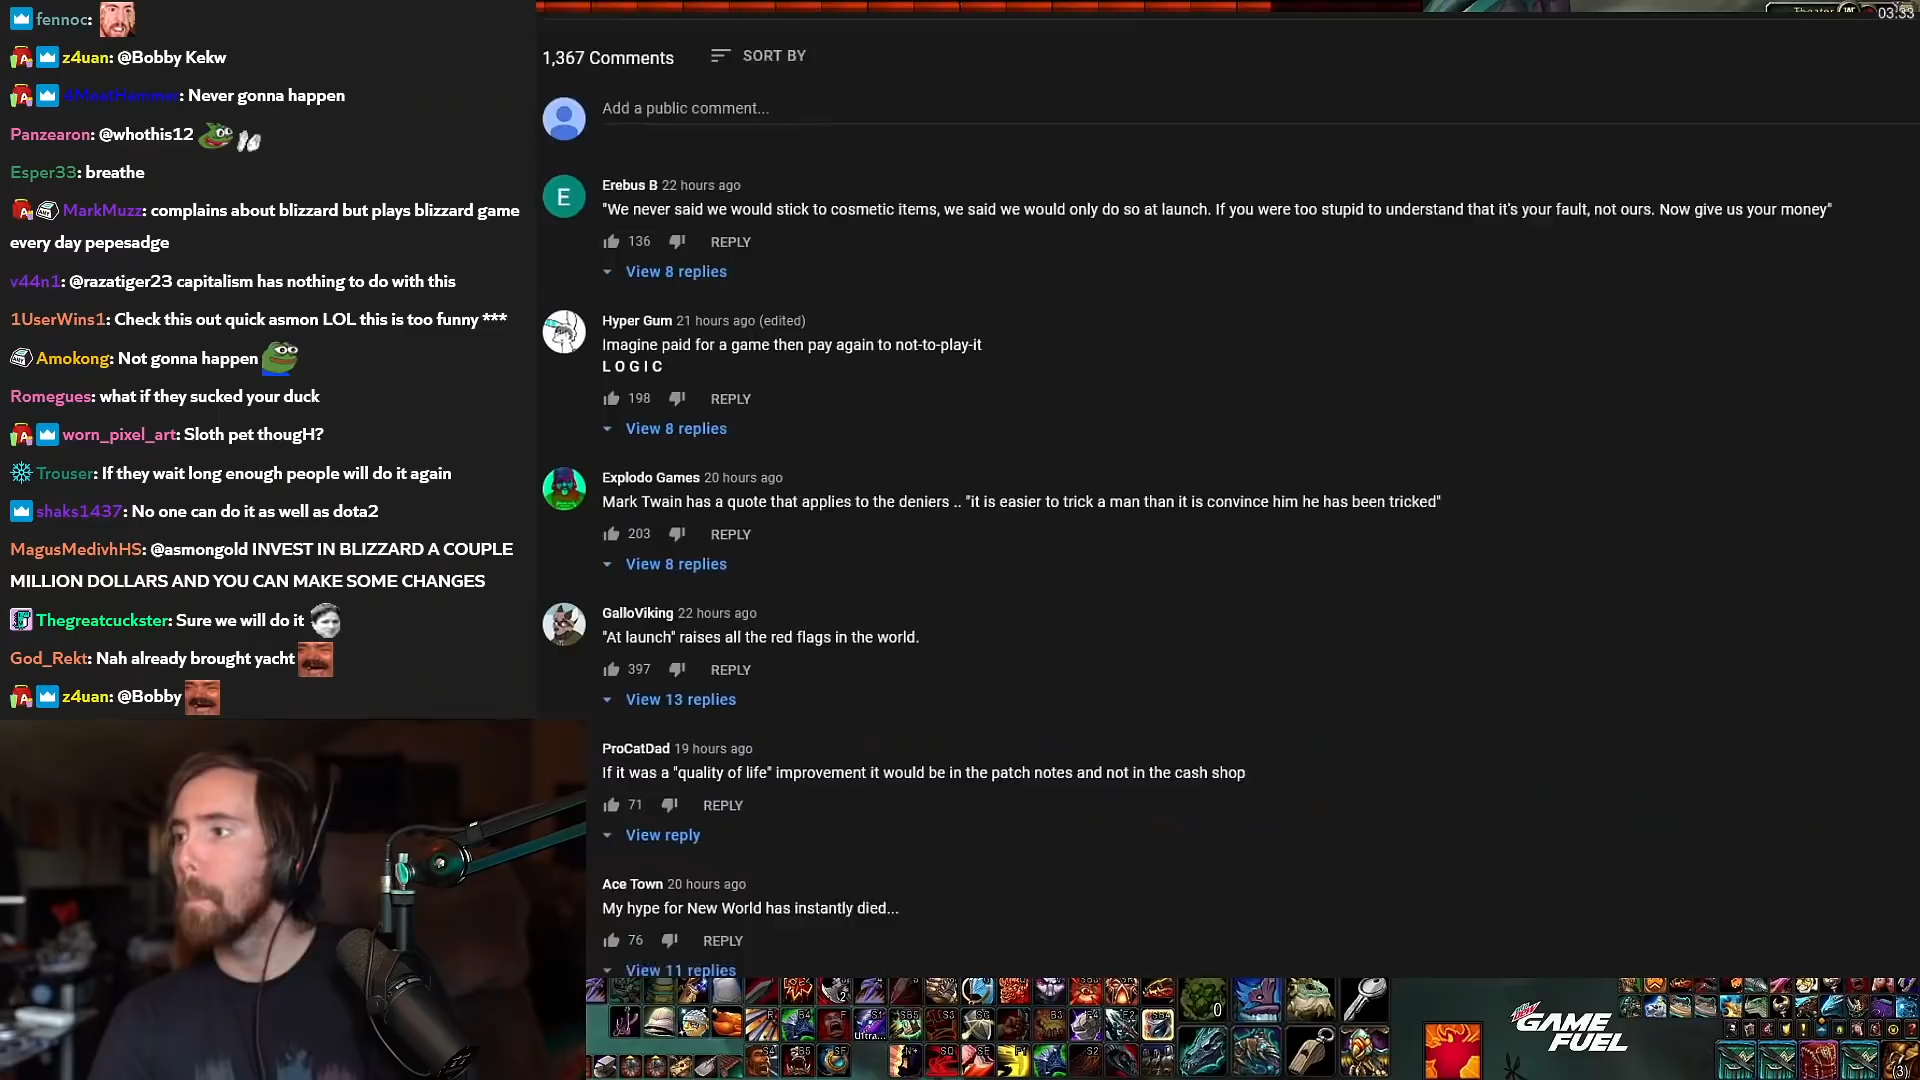 fennoc:
z4uan: @Bobby Kekw
4MeatHammer: Never gonna happen
Panzearon: @whothis12
Esper33: breathe
MarkMuzz: complains about blizzard but plays blizzard game
every day pepesadge
v44n1: @razatiger23 capitalism has nothing to do with this
1UserWins1: Check this out quick asmon LOL this is too funny ***
Amokong: Not gonna happen
Romegues: what if they sucked your duck
worn_pixel_art: Sloth pet thougH?
Trouser: If they wait long enough people will do it again
shaks1437: No one can do it as well as dota2
MagusMedivhHS: @asmongold INVEST IN BLIZZARD A COUPLE
MILLION DOLLARS AND YOU CAN MAKE SOME CHANGES
Thegreatcuckster: Sure we will do it
God_Rekt: Nah already brought yacht
z4uan: @Bobby
03:33
1,367 Comments
SORT BY
Add a public comment...
E
Erebus B 22 hours ago
"We never said we would stick to cosmetic items, we said we would only do so at launch. If you were too stupid to understand that it's your fault, not ours. Now give us your money"
136 REPLY
View 8 replies
Hyper Gum 21 hours ago (edited)
Imagine paid for a game then pay again to not-to-play-it
L O G I C
198 REPLY
View 8 replies
Explodo Games 20 hours ago
Mark Twain has a quote that applies to the deniers .. "it is easier to trick a man than it is convince him he has been tricked"
203 REPLY
View 8 replies
GalloViking 22 hours ago
"At launch" raises all the red flags in the world.
397 REPLY
View 13 replies
ProCatDad 19 hours ago
If it was a "quality of life" improvement it would be in the patch notes and not in the cash shop
71 REPLY
View reply
Ace Town 20 hours ago
My hype for New World has instantly died...
76 REPLY
View 11 replies
GAME
FUEL